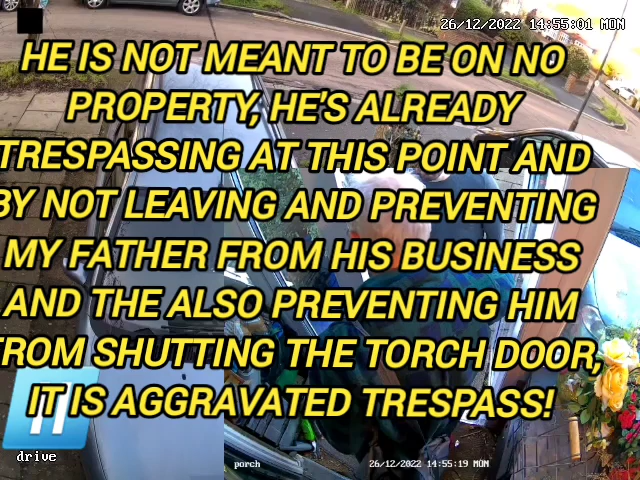 26/12/2022 14:55:01 MON
HE IS NOT MEANT TO BE ON NO
PROPERTY, HE'S ALREADY
TRESPASSING AT THIS POINT AND
BY NOT LEAVING AND PREVENTING
MY FATHER FROM HIS BUSINESS
AND THE ALSO PREVENTING HIM
FROM SHUTTING THE TORCH DOOR,
IT IS AGGRAVATED TRESPASS!
drive
porch 26/12/2022 14:55:19 MON